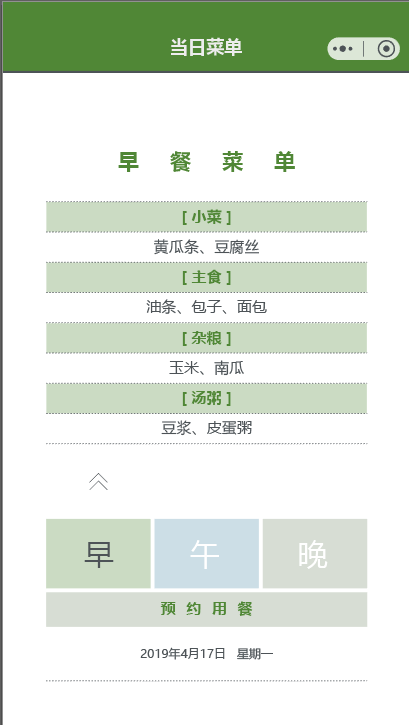 当日菜单
早 餐 菜 单
[ 小菜 ]
黄瓜条、豆腐丝
[ 主食 ]
油条、包子、面包
[ 杂粮 ]
玉米、南瓜
[ 汤粥 ]
豆浆、皮蛋粥
早 午 晚
预 约 用 餐
2019年4月17日 星期一